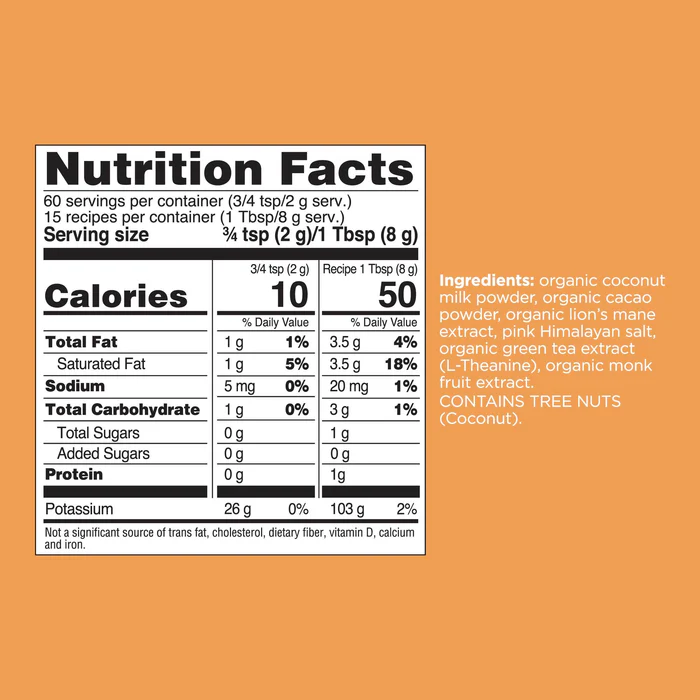 Nutrition Facts
60 servings per container (3/4 tsp/2 g serv.)
15 recipes per container (1 Tbsp/8 g serv.)
Serving size ¾ tsp (2 g)/1 Tbsp (8 g)
3/4 tsp (2 g) Recipe 1 Tbsp (8 g)
Calories 10 50
% Daily Value % Daily Value
Total Fat 1 g 1% 3.5 g 4%
Saturated Fat 1 g 5% 3.5 g 18%
Sodium 5 mg 0% 20 mg 1%
Total Carbohydrate 1 g 0% 3 g 1%
Total Sugars 0 g 1 g
Added Sugars 0 g 0 g
Protein 0 g 1g
Potassium 26 g 0% 103 g 2%
Not a significant source of trans fat, cholesterol, dietary fiber, vitamin D, calcium
and iron.
Ingredients: organic coconut
milk powder, organic cacao
powder, organic lion's mane
extract, pink Himalayan salt,
organic green tea extract
(L-Theanine), organic monk
fruit extract.
CONTAINS TREE NUTS
(Coconut).